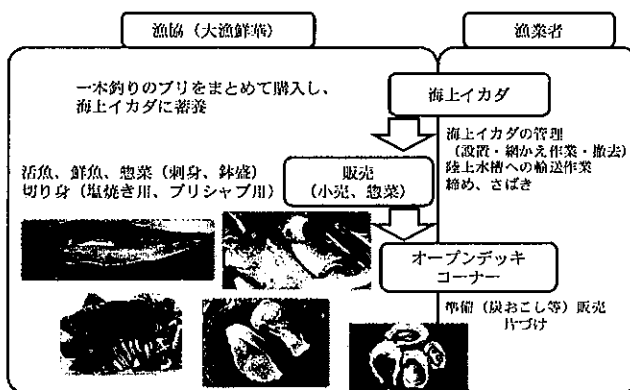 漁協（大漁鮮華）
漁業者
一本釣りのブリをまとめて購入し、
海上イカダに蓄養
海上イカダ
海上イカダの管理
（設置・網かえ作業・撤去）
陸上水槽への輸送作業
締め、さばき
活魚、鮮魚、惣菜（刺身、鉢盛）
切り身（塩焼き用、ブリシャブ用）
販売
（小売、惣菜）
オープンデッキ
コーナー
準備（炭おこし等）販売
片づけ